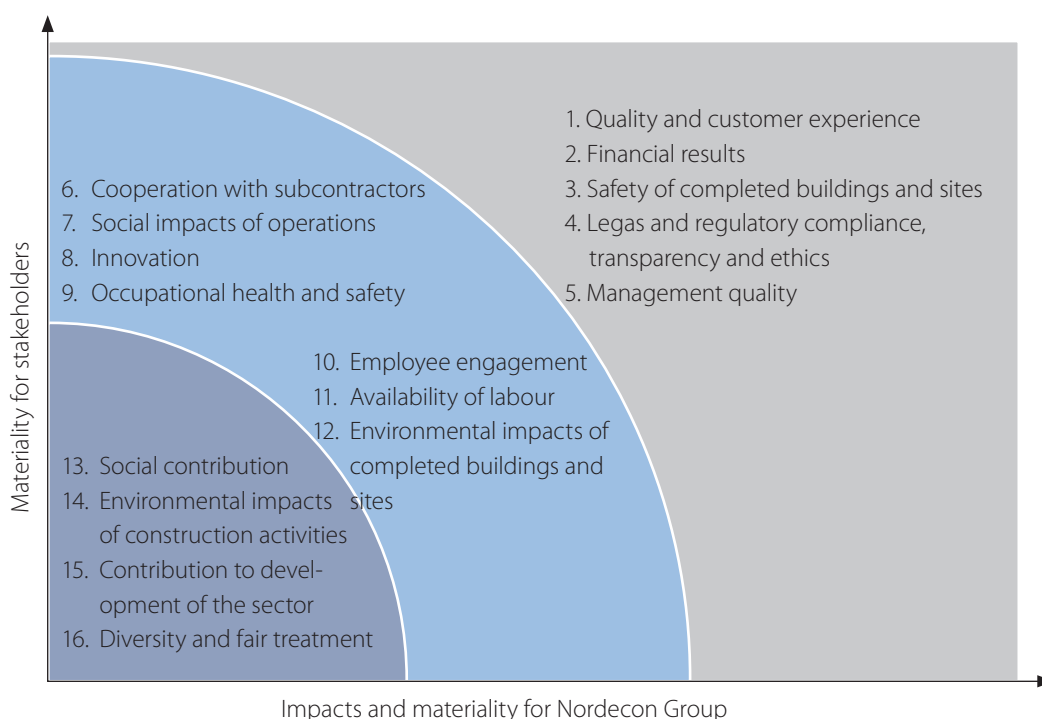 Materiality for stakeholders
1. Quality and customer experience
2. Financial results
3. Safety of completed buildings and sites
4. Legas and regulatory compliance,
transparency and ethics
5. Management quality
6. Cooperation with subcontractors
7. Social impacts of operations
8. Innovation
9. Occupational health and safety
10. Employee engagement
11. Availability of labour
12. Environmental impacts of
completed buildings and
sites
13. Social contribution
14. Environmental impacts
of construction activities
15. Contribution to devel-
opment of the sector
16. Diversity and fair treatment
Impacts and materiality for Nordecon Group